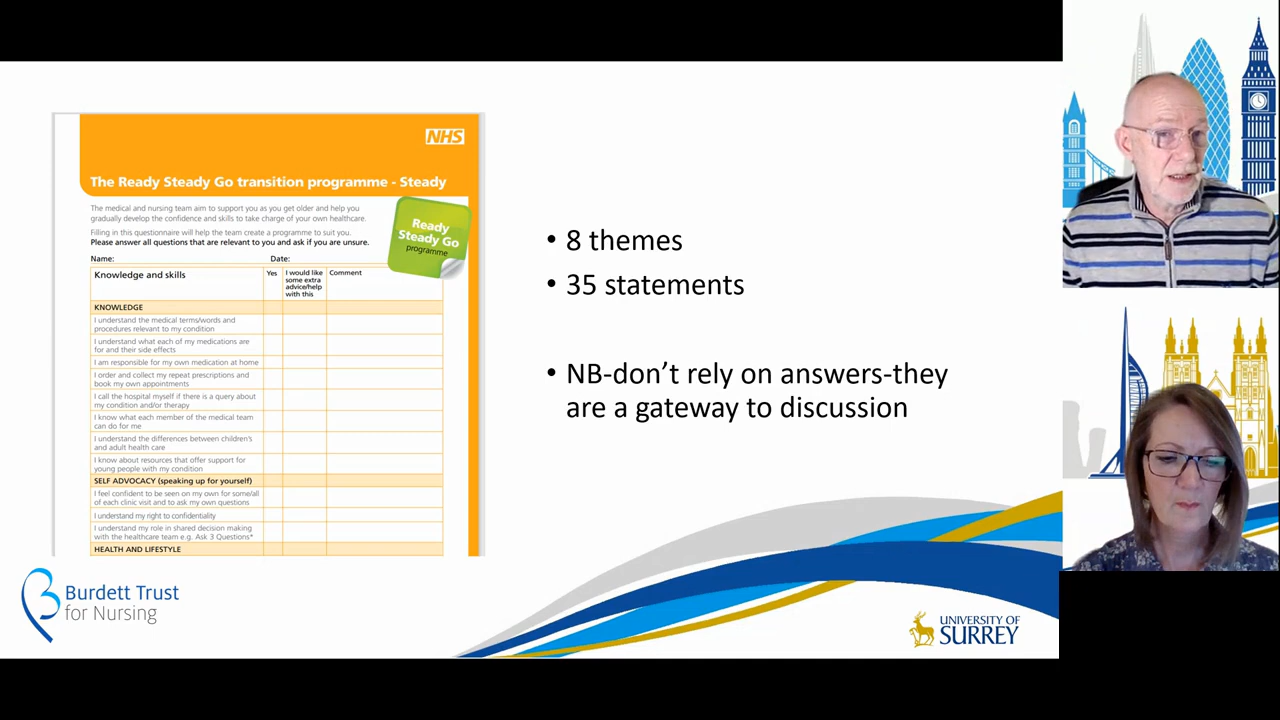 NHS
The Ready Steady Go transition programme - Steady
The medical and nursing team aim to support you as you get older and help you
gradually develop the confidence and skills to take charge of your own healthcare.
Filling in this questionnaire will help the team create a programme to suit you.
Please answer all questions that are relevant to you and ask if you are unsure.
Ready
Steady Go
programme
Name:
Date:
Knowledge and skills
Yes
I would like
some extra
advice/help
with this
Comment
KNOWLEDGE
I understand the medical terms/words and
procedures relevant to my condition
I understand what each of my medications are
for and their side effects
I am responsible for my own medication at home
I order and collect my repeat prescriptions and
book my own appointments
I call the hospital myself if there is a query about
my condition and/or therapy
I know what each member of the medical team
can do for me
I understand the differences between children's
and adult health care
I know about resources that offer support for
young people with my condition
SELF ADVOCACY (speaking up for yourself)
I feel confident to be seen on my own for some/all
of each clinic visit and to ask my own questions
I understand my right to confidentiality
I understand my role in shared decision making
with the healthcare team e.g. Ask 3 Questions*
HEALTH AND LIFESTYLE
• 8 themes
• 35 statements
• NB-don't rely on answers-they
are a gateway to discussion
Burdett Trust
for Nursing
UNIVERSITY OF
SURREY